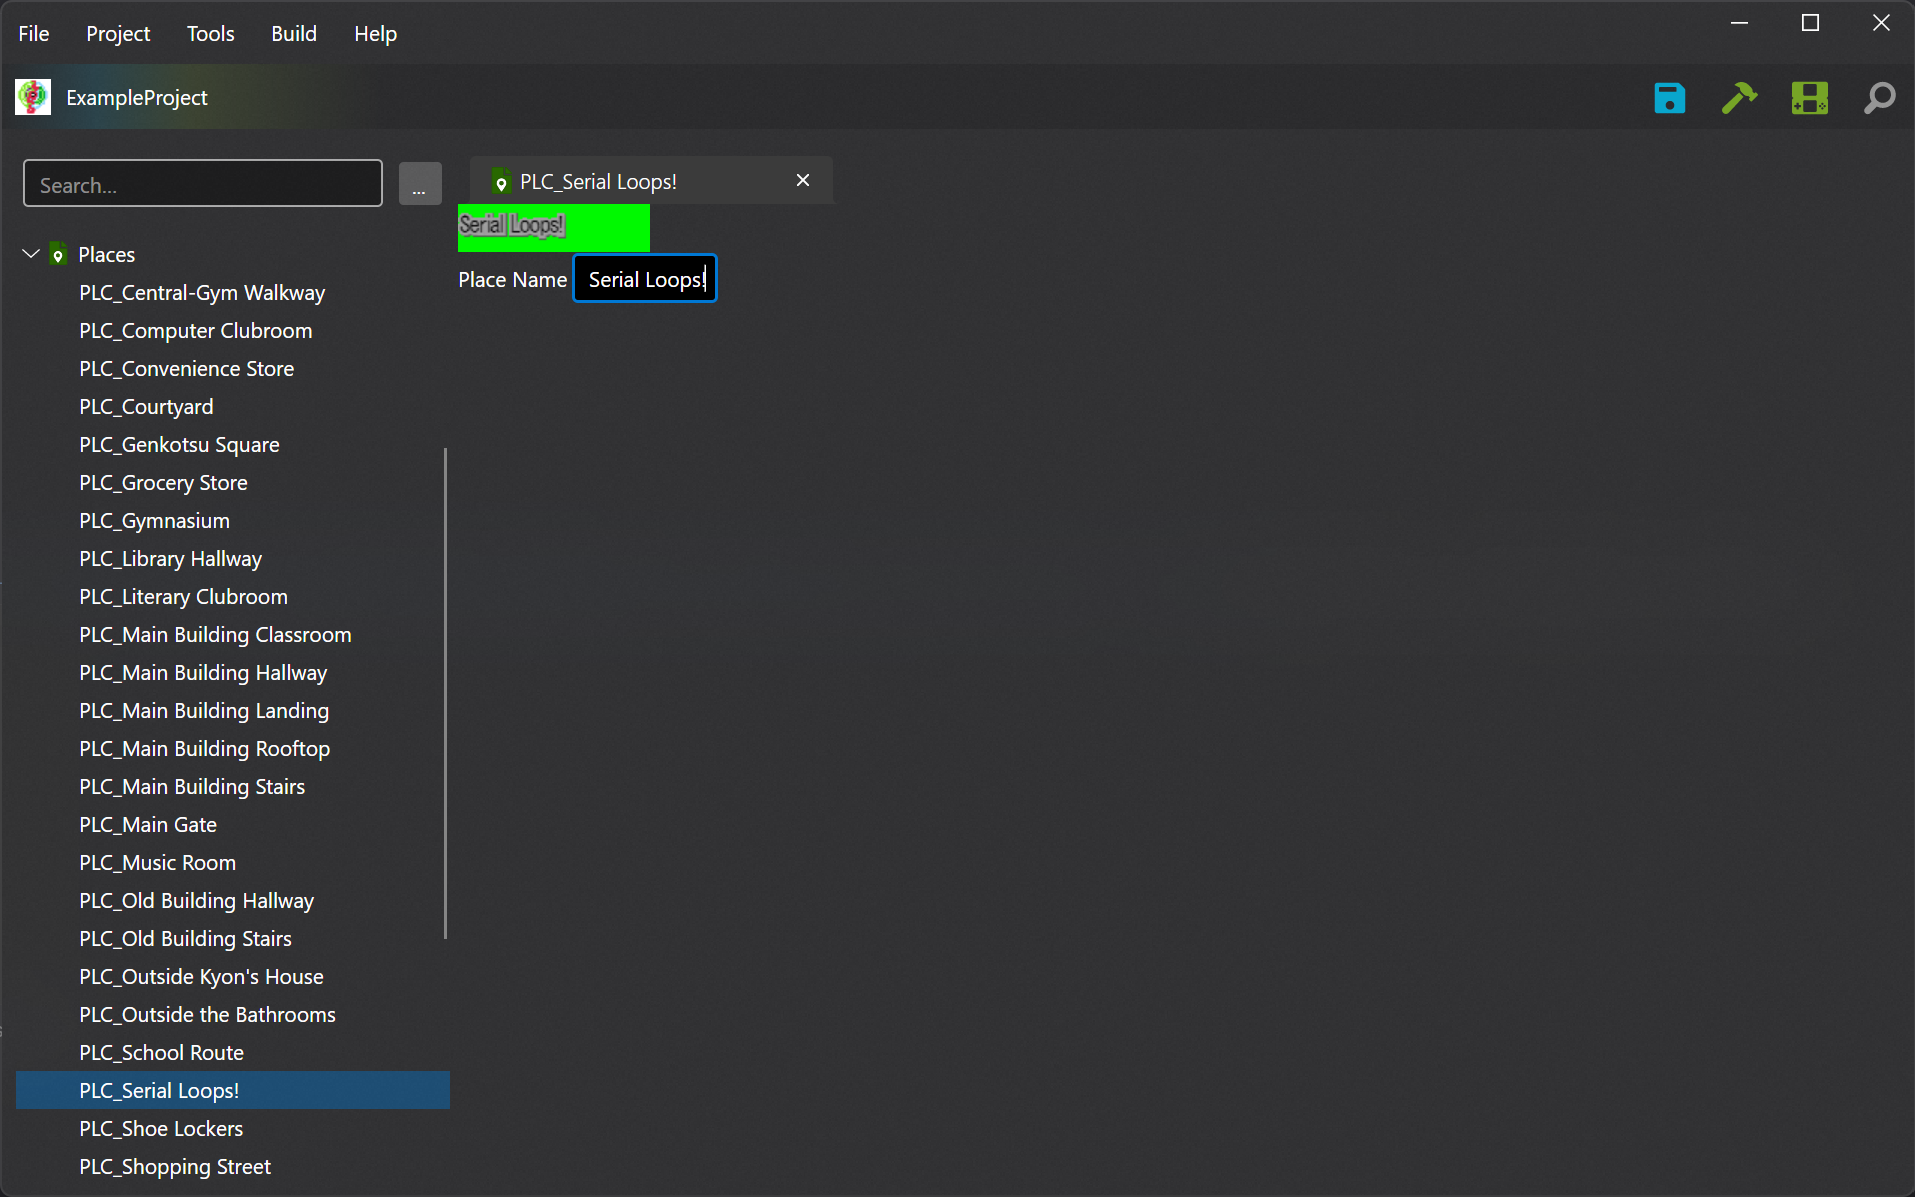 File Project Tools Build Help
ExampleProject
Search...
...
PLC_Serial Loops!
Serial Loops!
Place Name Serial Loops!
Places
PLC_Central-Gym Walkway
PLC_Computer Clubroom
PLC_Convenience Store
PLC_Courtyard
PLC_Genkotsu Square
PLC_Grocery Store
PLC_Gymnasium
PLC_Library Hallway
PLC_Literary Clubroom
PLC_Main Building Classroom
PLC_Main Building Hallway
PLC_Main Building Landing
PLC_Main Building Rooftop
PLC_Main Building Stairs
PLC_Main Gate
PLC_Music Room
PLC_Old Building Hallway
PLC_Old Building Stairs
PLC_Outside Kyon's House
PLC_Outside the Bathrooms
PLC_School Route
PLC_Serial Loops!
PLC_Shoe Lockers
PLC_Shopping Street